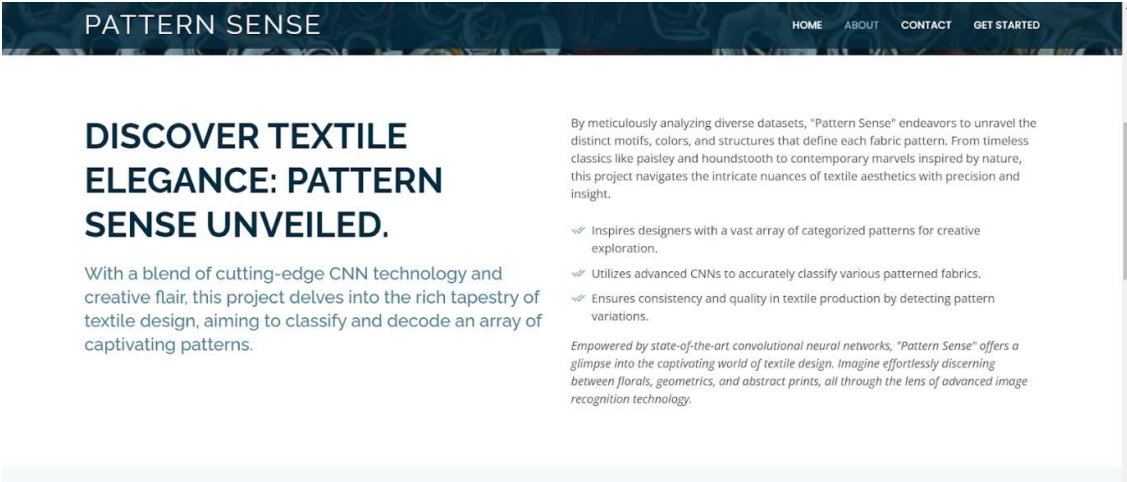 PATTERN SENSE
HOME ABOUT CONTACT GET STARTED
DISCOVER TEXTILE
ELEGANCE: PATTERN
SENSE UNVEILED.
With a blend of cutting-edge CNN technology and
creative flair, this project delves into the rich tapestry of
textile design, aiming to classify and decode an array of
captivating patterns.
By meticulously analyzing diverse datasets, "Pattern Sense" endeavors to unravel the
distinct motifs, colors, and structures that define each fabric pattern. From timeless
classics like paisley and houndstooth to contemporary marvels inspired by nature,
this project navigates the intricate nuances of textile aesthetics with precision and
insight.
Inspires designers with a vast array of categorized patterns for creative
exploration.
Utilizes advanced CNNs to accurately classify various patterned fabrics.
Ensures consistency and quality in textile production by detecting pattern
variations.
Empowered by state-of-the-art convolutional neural networks, "Pattern Sense" offers a
glimpse into the captivating world of textile design. Imagine effortlessly discerning
between florals, geometrics, and abstract prints, all through the lens of advanced image
recognition technology.